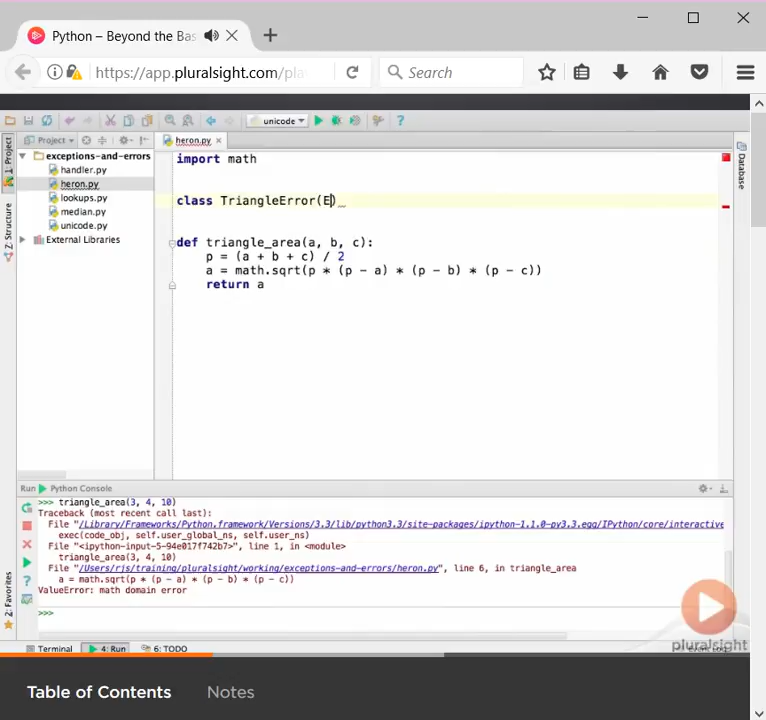 Python – Beyond the Bas
https://app.pluralsight.com/pla
Search
unicode
Project
heron.py
1: Project
Z: Structure
2: Favorites
Database
exceptions-and-errors
handler.py
heron.py
lookups.py
median.py
unicode.py
External Libraries
import math
class TriangleError(E)
def triangle_area(a, b, c):
p = (a + b + c) / 2
a = math.sqrt(p * (p - a) * (p - b) * (p - c))
return a
Run Python Console
>>> triangle_area(3, 4, 10)
Traceback (most recent call last):
File "/Library/Frameworks/Python.framework/Versions/3.3/lib/python3.3/site-packages/ipython-1.1.0-py3.3.egg/IPython/core/interactive
exec(code_obj, self.user_global_ns, self.user_ns)
File "<ipython-input-5-94e017f742b7>", line 1, in <module>
triangle_area(3, 4, 10)
File "/Users/rjs/training/pluralsight/working/exceptions-and-errors/heron.py", line 6, in triangle_area
a = math.sqrt(p * (p - a) * (p - b) * (p - c))
ValueError: math domain error
>>>
pluralsight
Terminal 4: Run 6: TODO
Table of Contents Notes